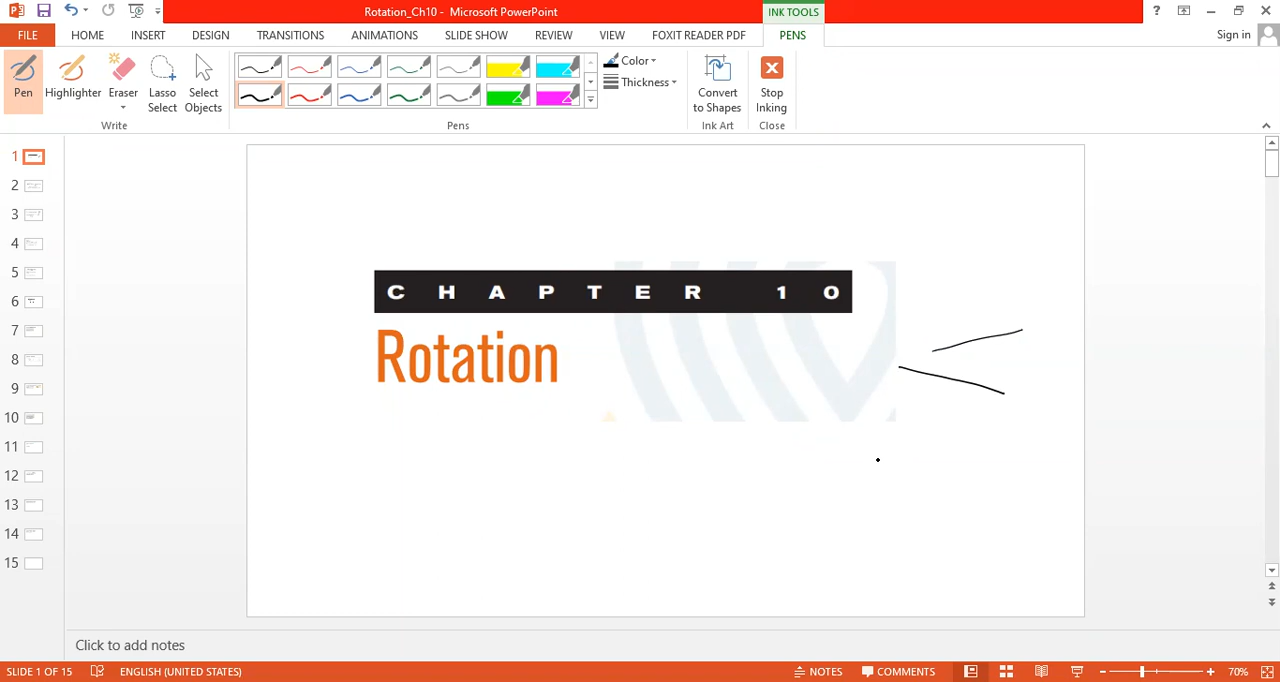 Rotation_Ch10 - Microsoft PowerPoint
INK TOOLS
?
FILE HOME INSERT DESIGN TRANSITIONS ANIMATIONS SLIDE SHOW REVIEW VIEW FOXIT READER PDF PENS
Sign in
Pen Highlighter Eraser Lasso Select Select Objects
Color
Thickness
Convert to Shapes
Stop Inking
Write
Pens
Ink Art
Close
1
2
3
4
5
6
7
8
9
10
11
12
13
14
15
CHAPTER 10
Rotation
Click to add notes
SLIDE 1 OF 15 ENGLISH (UNITED STATES) NOTES COMMENTS 70%